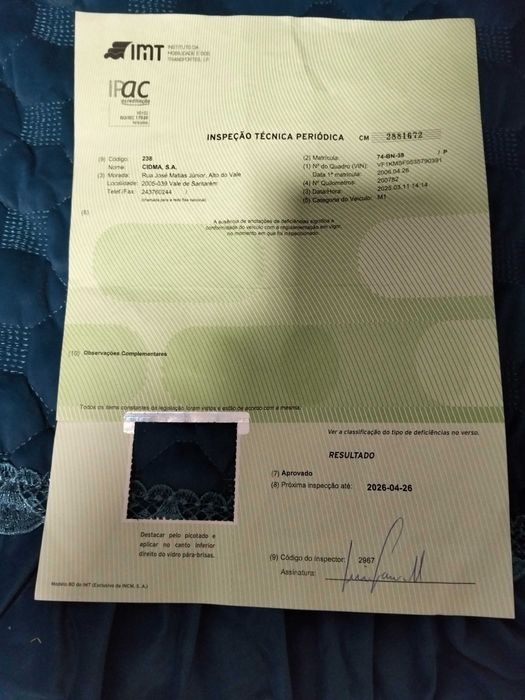 IMT INSTITUTO DA
MOBILIDADE E DOS
TRANSPORTES, I.P.
IPac
acreditação
INSPEÇÃO TÉCNICA PERIÓDICA CM 2881672
(9) Código: 238
Nome: CIDMA, S.A.
(3) Morada: Rua José Matias Júnior, Alto do Vale
Localidade: 2005-039 Vale de Santarém
Telef./Fax: 243760244
(chamada para a rede fixa nacional)
(2) Matrícula: 74-BN-38 / P
(1) Nº do Quadro (VIN):
Data 1ª matrícula: 2006.04.26
(4) Nº Quilómetros: 200782
(3) Data/Hora: 2025.03.11 14:14
(5) Categoria do Veículo: M1
(6)
A ausência de anotações de deficiências significa a
conformidade do veículo com a regulamentação em vigor
no momento em que foi inspeccionado.
(10) Observações Complementares
Todos os itens constantes da legislação foram vistos e estão de acordo com a mesma.
Ver a classificação do tipo de deficiências no verso.
RESULTADO
(7) Aprovado
(8) Próxima inspecção até: 2026-04-26
Destacar pelo picotado e
aplicar no canto inferior
direito do vidro pára-brisas.
(9) Código do inspector: 2967
Assinatura:
Modelo 8D do IMT (Exclusivo da INCM, S. A.)